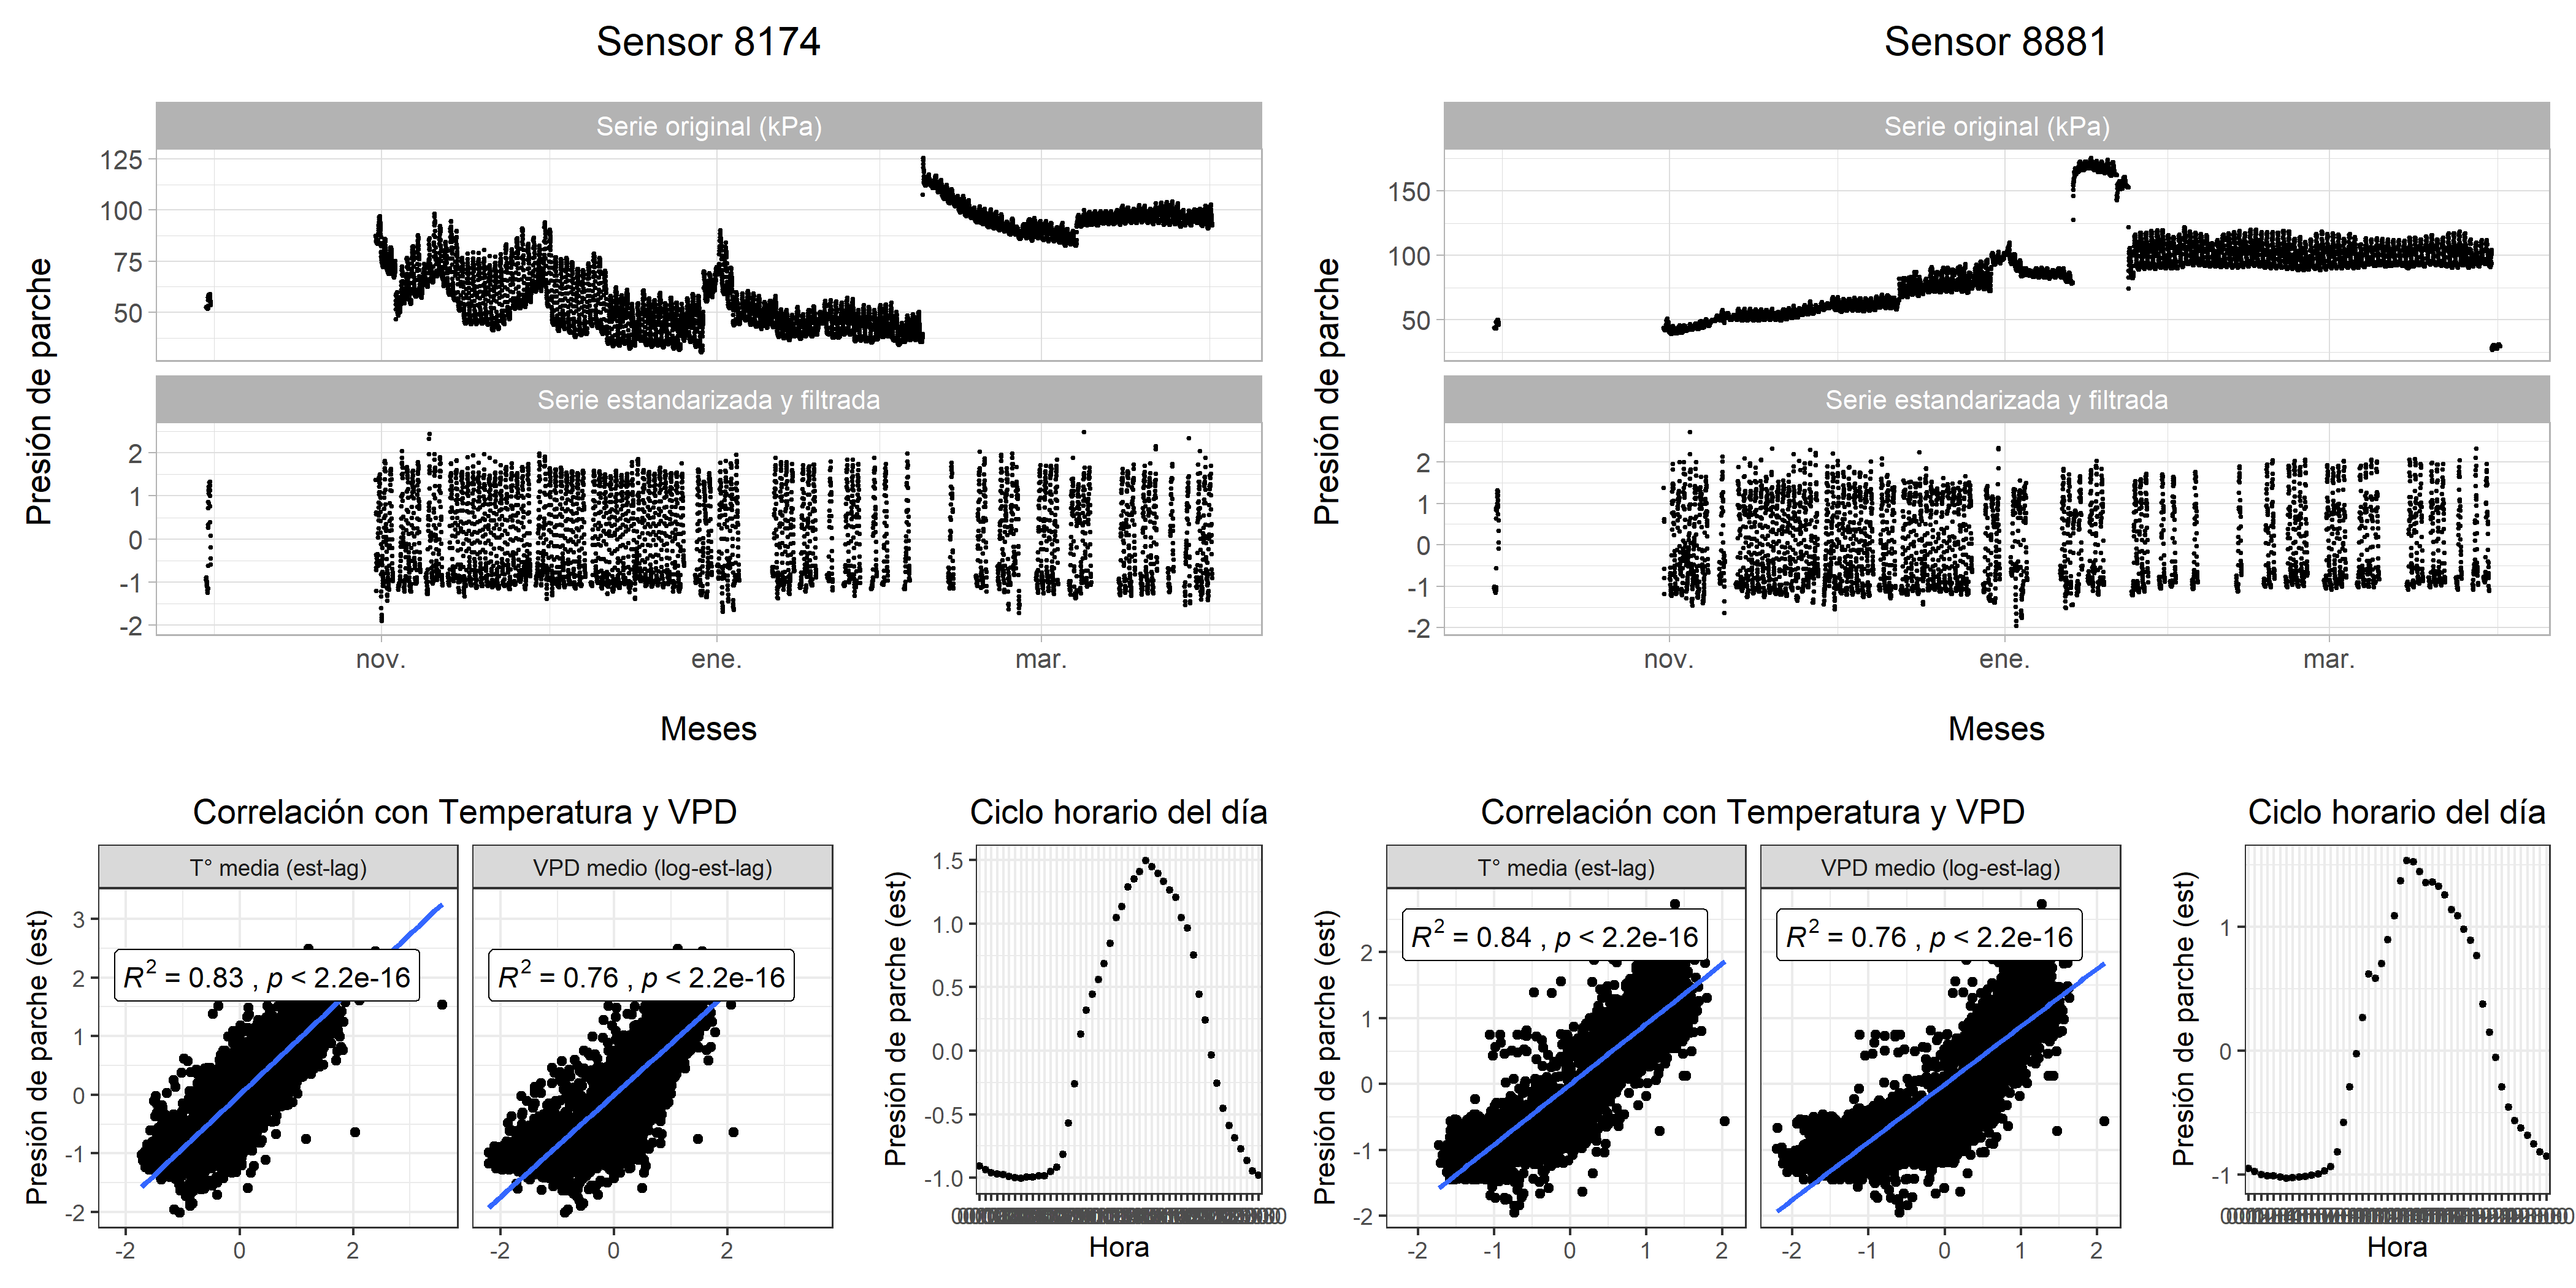 Sensor 8174
Serie original (kPa)
125
100
75
50
Serie estandarizada y filtrada
2
1
0
-1
-2
Presión de parche
nov.
ene.
mar.
Meses
Correlación con Temperatura y VPD
T° media (est-lag)
VPD medio (log-est-lag)
R² = 0.83 , p < 2.2e-16
R² = 0.76 , p < 2.2e-16
Presión de parche (est)
3
2
1
0
-1
-2
-2
0
2
-2
0
2
Ciclo horario del día
Presión de parche (est)
1.5
1.0
0.5
0.0
-0.5
-1.0
Hora
Sensor 8881
Serie original (kPa)
150
100
50
Serie estandarizada y filtrada
2
1
0
-1
-2
Presión de parche
nov.
ene.
mar.
Meses
Correlación con Temperatura y VPD
T° media (est-lag)
VPD medio (log-est-lag)
R² = 0.84 , p < 2.2e-16
R² = 0.76 , p < 2.2e-16
Presión de parche (est)
2
1
0
-1
-2
-2
-1
0
1
2
-2
-1
0
1
2
Ciclo horario del día
Presión de parche (est)
1
0
-1
Hora